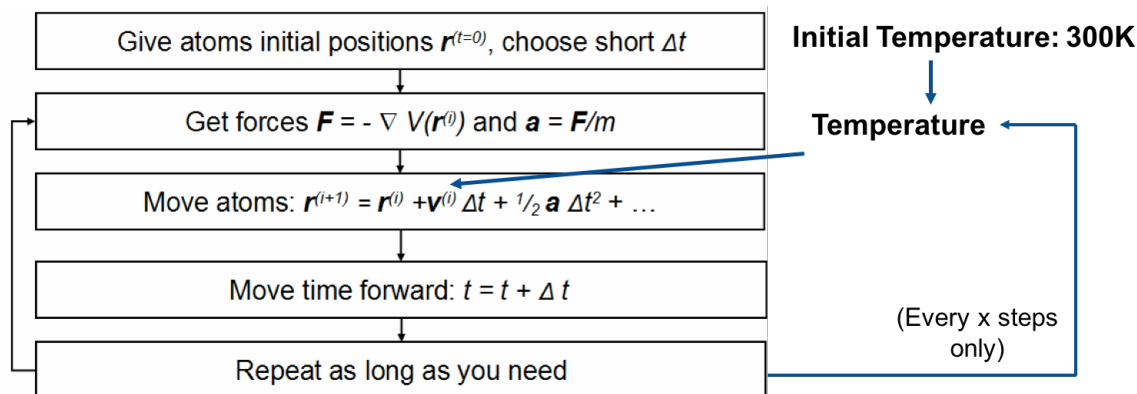 Give atoms initial positions r⁽ᵗ⁼⁰⁾, choose short Δt
Get forces F = - ∇ V(r⁽ⁱ⁾) and a = F/m
Move atoms: r⁽ⁱ⁺¹⁾ = r⁽ⁱ⁾ +v⁽ⁱ⁾ Δt + ¹/₂ a Δt² + …
Move time forward: t = t + Δ t
Repeat as long as you need
Initial Temperature: 300K
Temperature
(Every x steps
only)